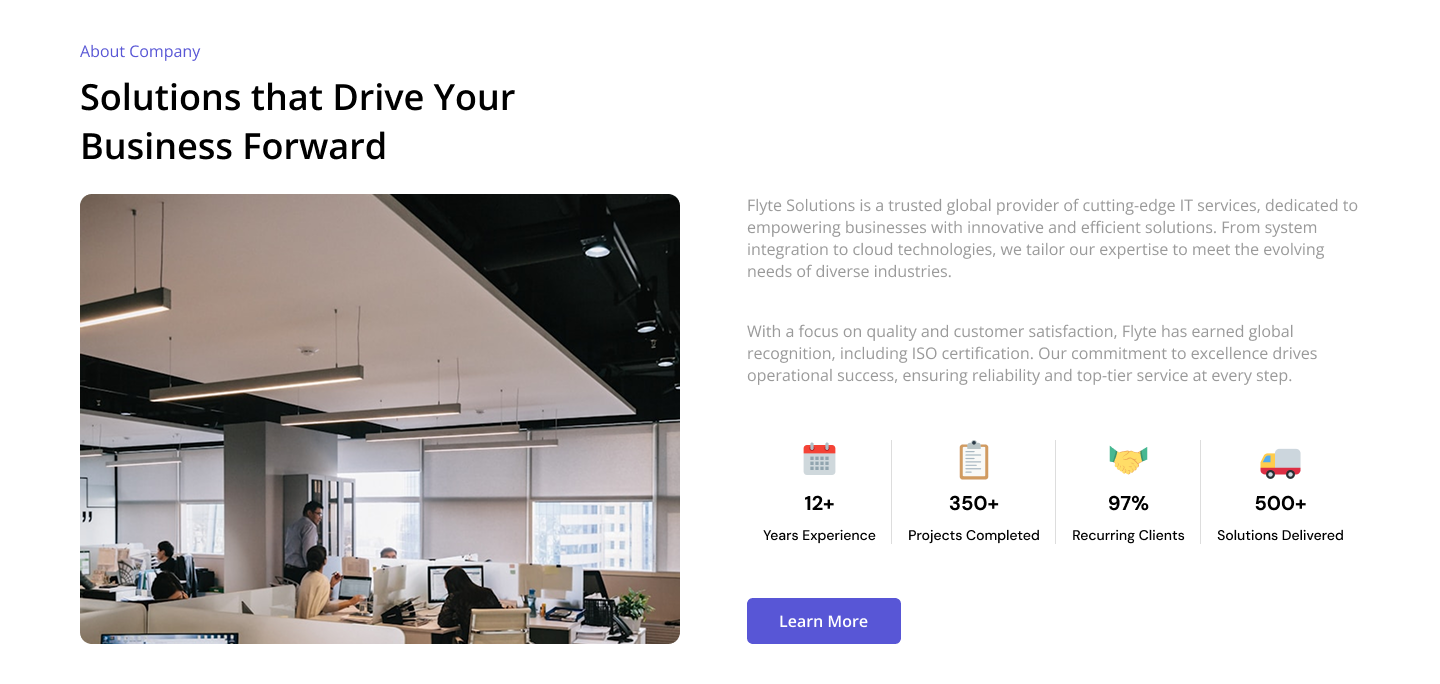 About Company
Solutions that Drive Your
Business Forward
Flyte Solutions is a trusted global provider of cutting-edge IT services, dedicated to
empowering businesses with innovative and efficient solutions. From system
integration to cloud technologies, we tailor our expertise to meet the evolving
needs of diverse industries.
With a focus on quality and customer satisfaction, Flyte has earned global
recognition, including ISO certification. Our commitment to excellence drives
operational success, ensuring reliability and top-tier service at every step.
12+
Years Experience
350+
Projects Completed
97%
Recurring Clients
500+
Solutions Delivered
Learn More